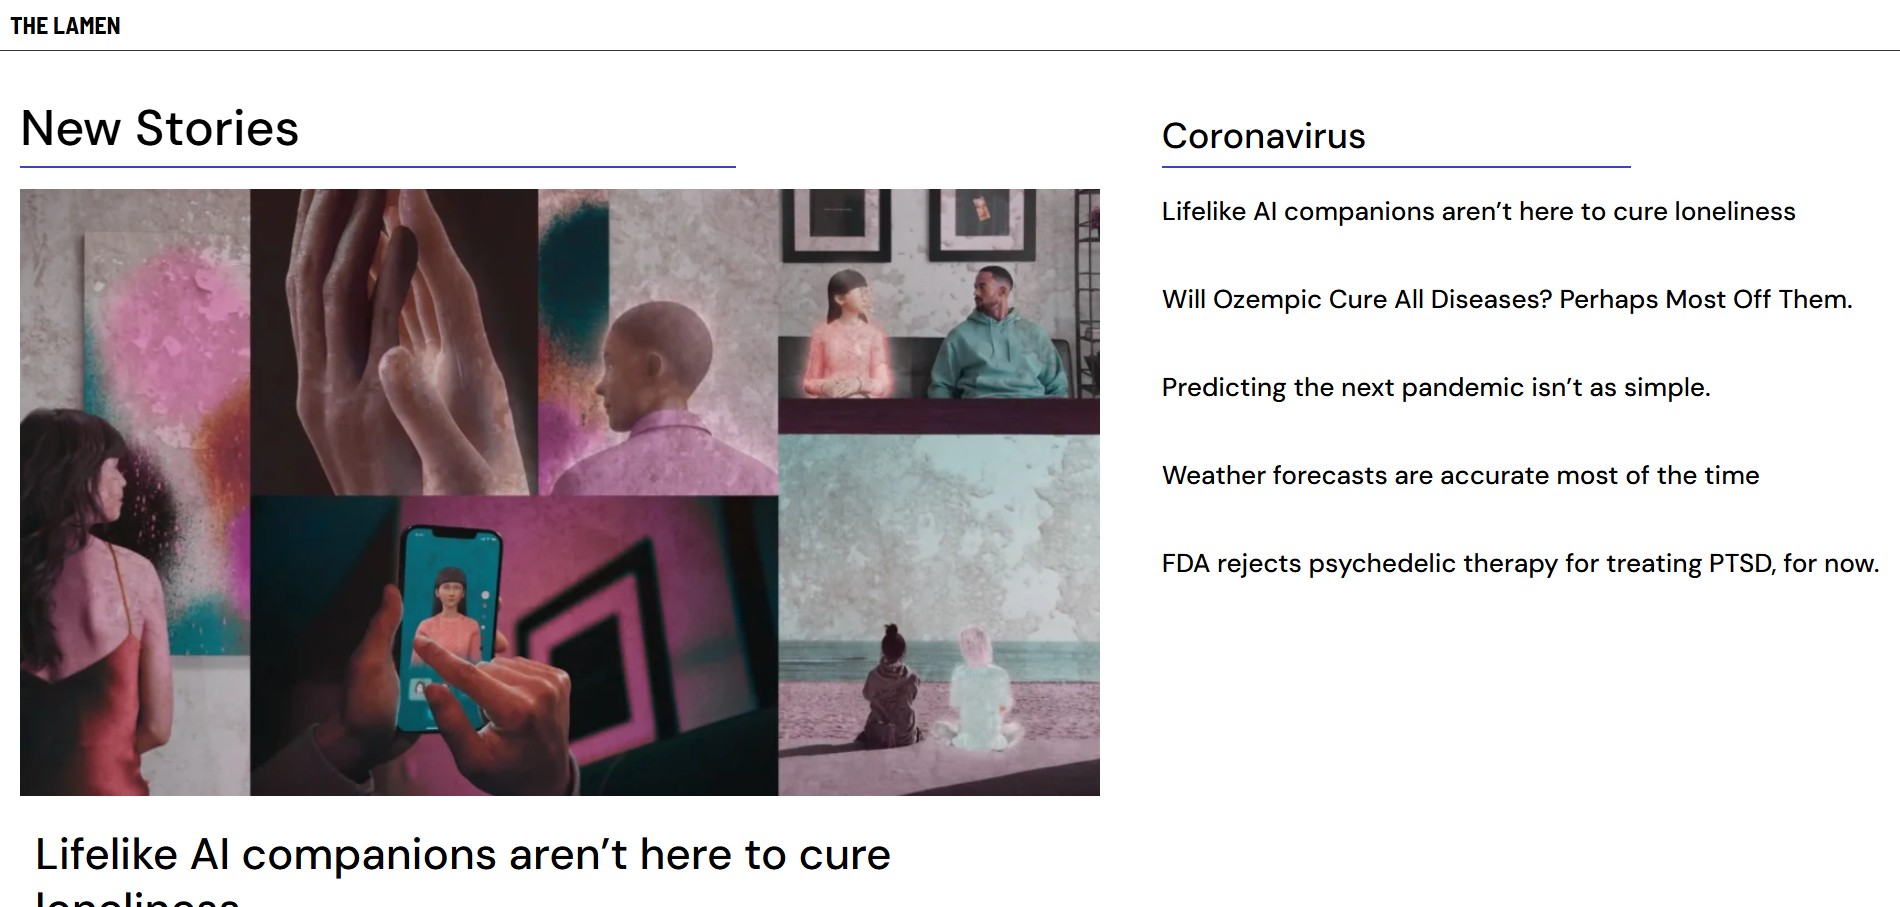 THE LAMEN
New Stories
Lifelike AI companions aren’t here to cure
loneliness
Coronavirus
Lifelike AI companions aren’t here to cure loneliness
Will Ozempic Cure All Diseases? Perhaps Most Off Them.
Predicting the next pandemic isn’t as simple.
Weather forecasts are accurate most of the time
FDA rejects psychedelic therapy for treating PTSD, for now.